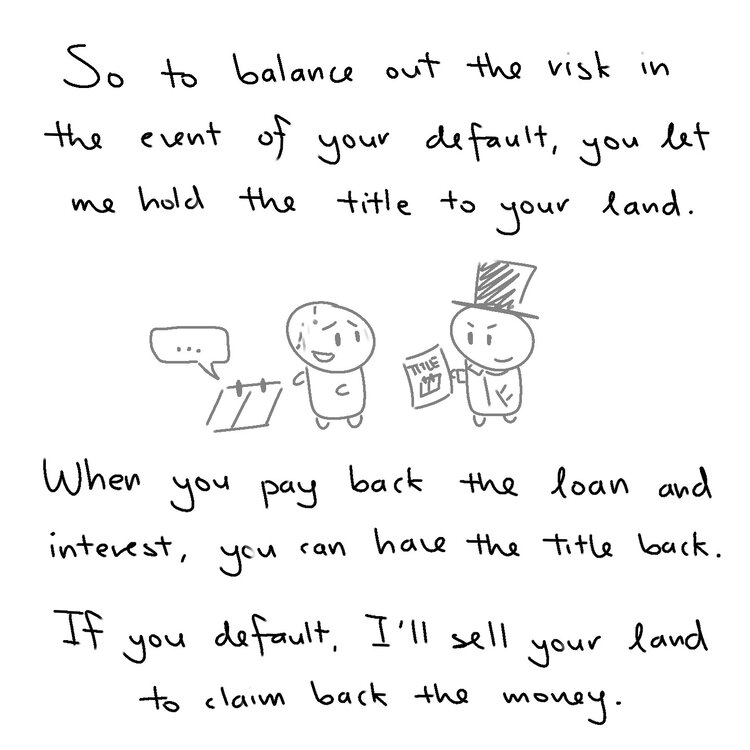 So to balance out the risk in
the event of your default, you let
me hold the title to your land.
...
TITLE
When you pay back the loan and
interest, you can have the title back.
If you default, I'll sell your land
to claim back the money.